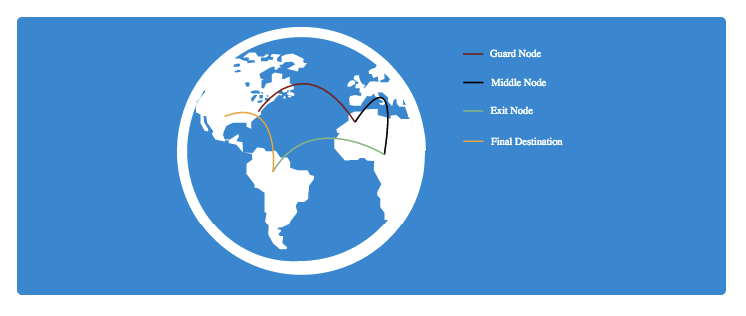 Guard Node
Middle Node
Exit Node
Final Destination